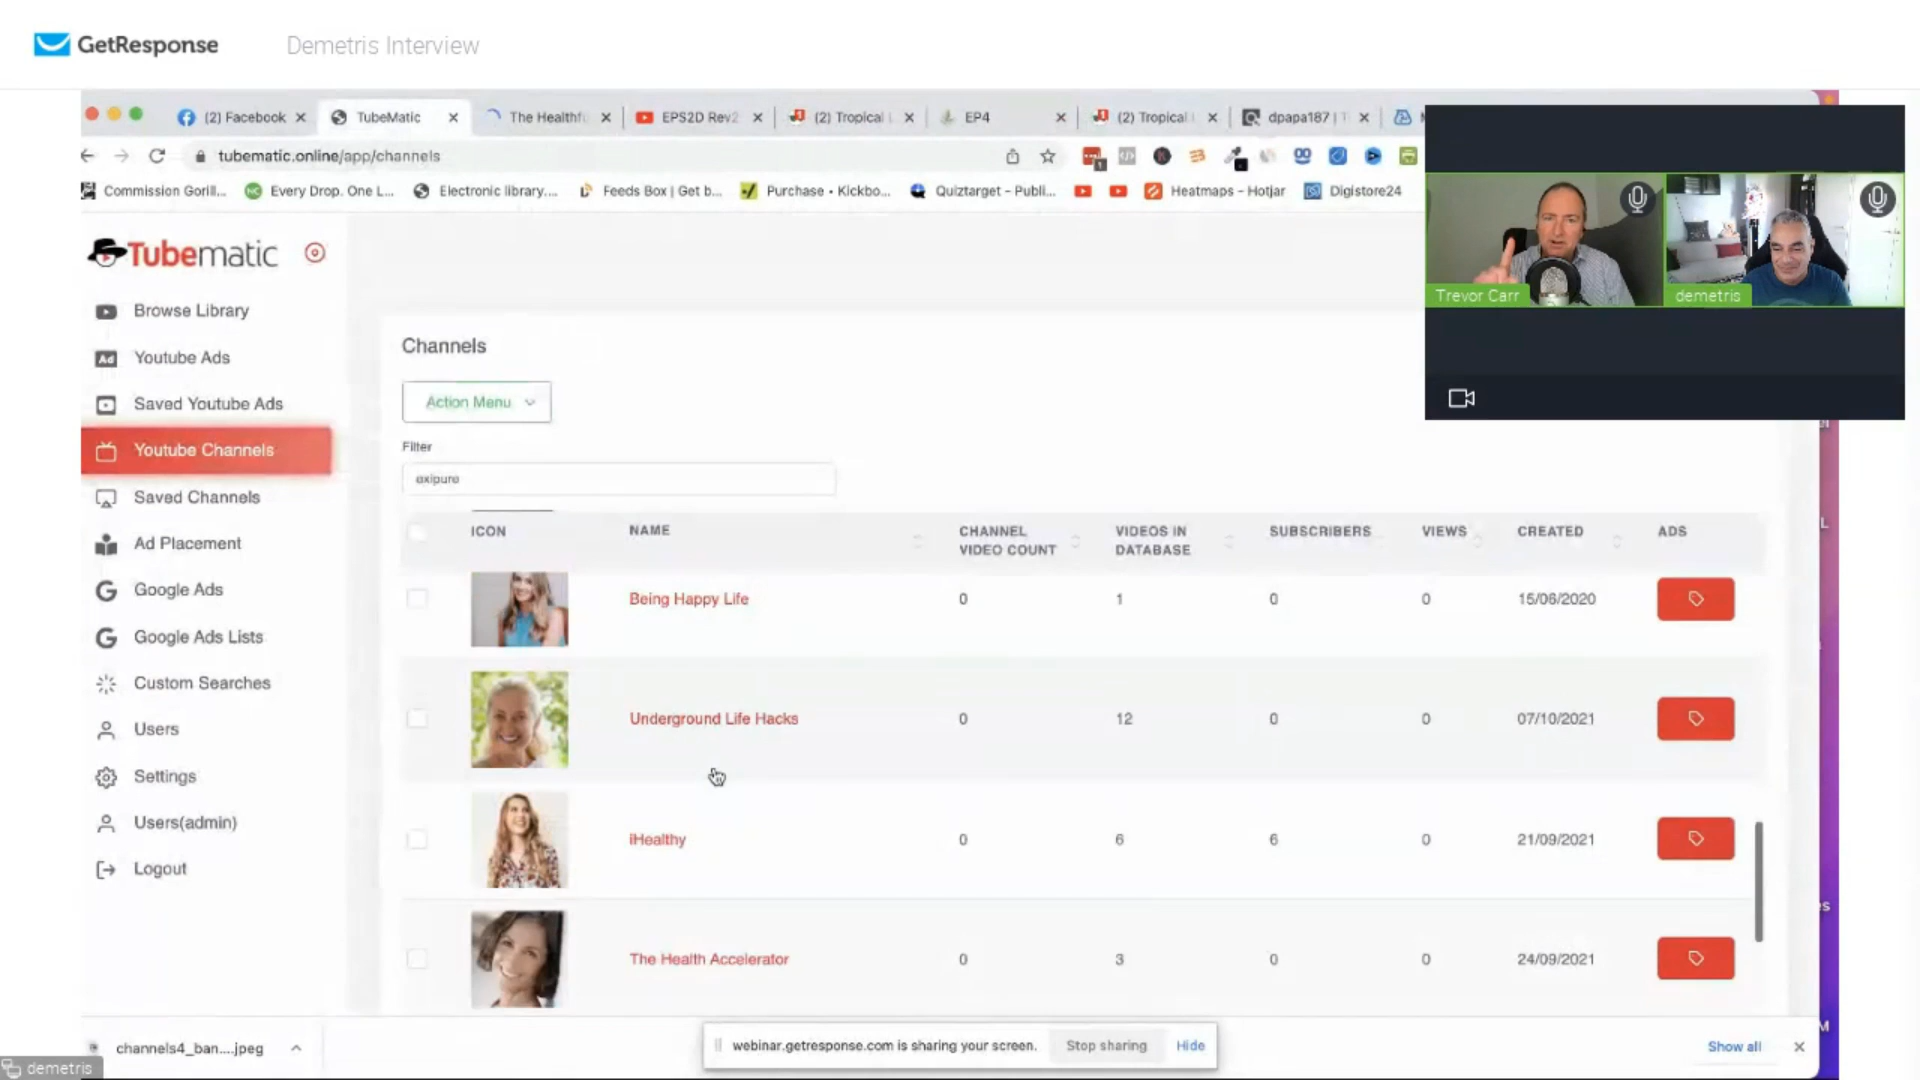 GetResponse
Demetris Interview
(2) Facebook
TubeMatic
The Healthf
EPS2D Rev2
(2) Tropical
EP4
(2) Tropical
dpapa187 |
tubematic.online/app/channels
Commission Gorill...
Every Drop. One L...
Electronic library....
Feeds Box | Get b...
Purchase • Kickbo...
Quiztarget – Publi...
Heatmaps – Hotjar
Digistore24
Trevor Carr
demetris
Tubematic
Browse Library
Ad
Youtube Ads
Saved Youtube Ads
Youtube Channels
Saved Channels
Ad Placement
Google Ads
Google Ads Lists
Custom Searches
Users
Settings
Users(admin)
Logout
Channels
Action Menu
Filter
oxipuro
ICON NAME CHANNEL VIDEO COUNT VIDEOS IN DATABASE SUBSCRIBERS VIEWS CREATED ADS
Being Happy Life 0 1 0 0 15/06/2020
Underground Life Hacks 0 12 0 0 07/10/2021
iHealthy 0 6 6 0 21/09/2021
The Health Accelerator 0 3 0 0 24/09/2021
channels4_ban....jpeg
webinar.getresponse.com is sharing your screen.
Stop sharing
Hide
Show all
demetris